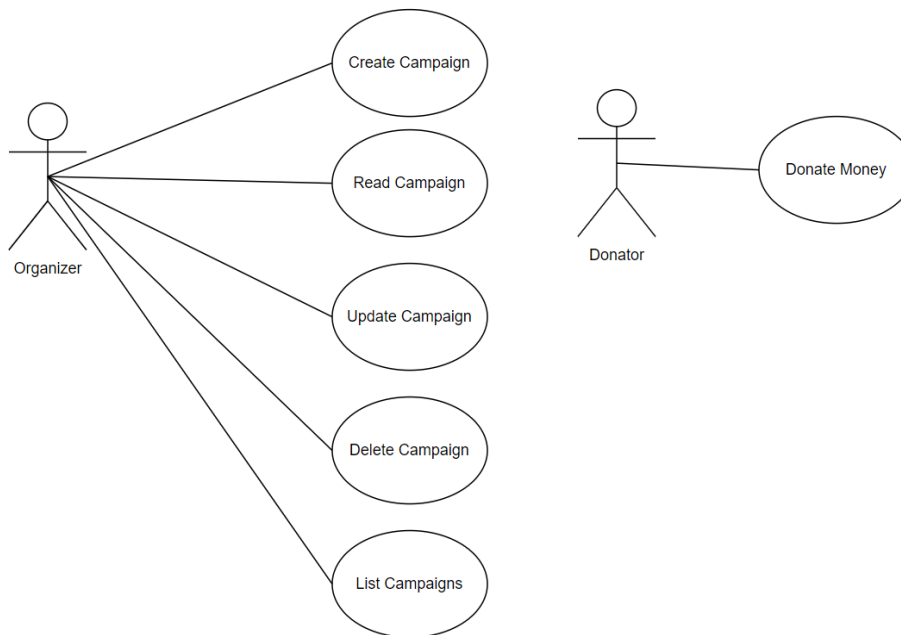 Create Campaign
Read Campaign
Donate Money
Organizer
Donator
Update Campaign
Delete Campaign
List Campaigns